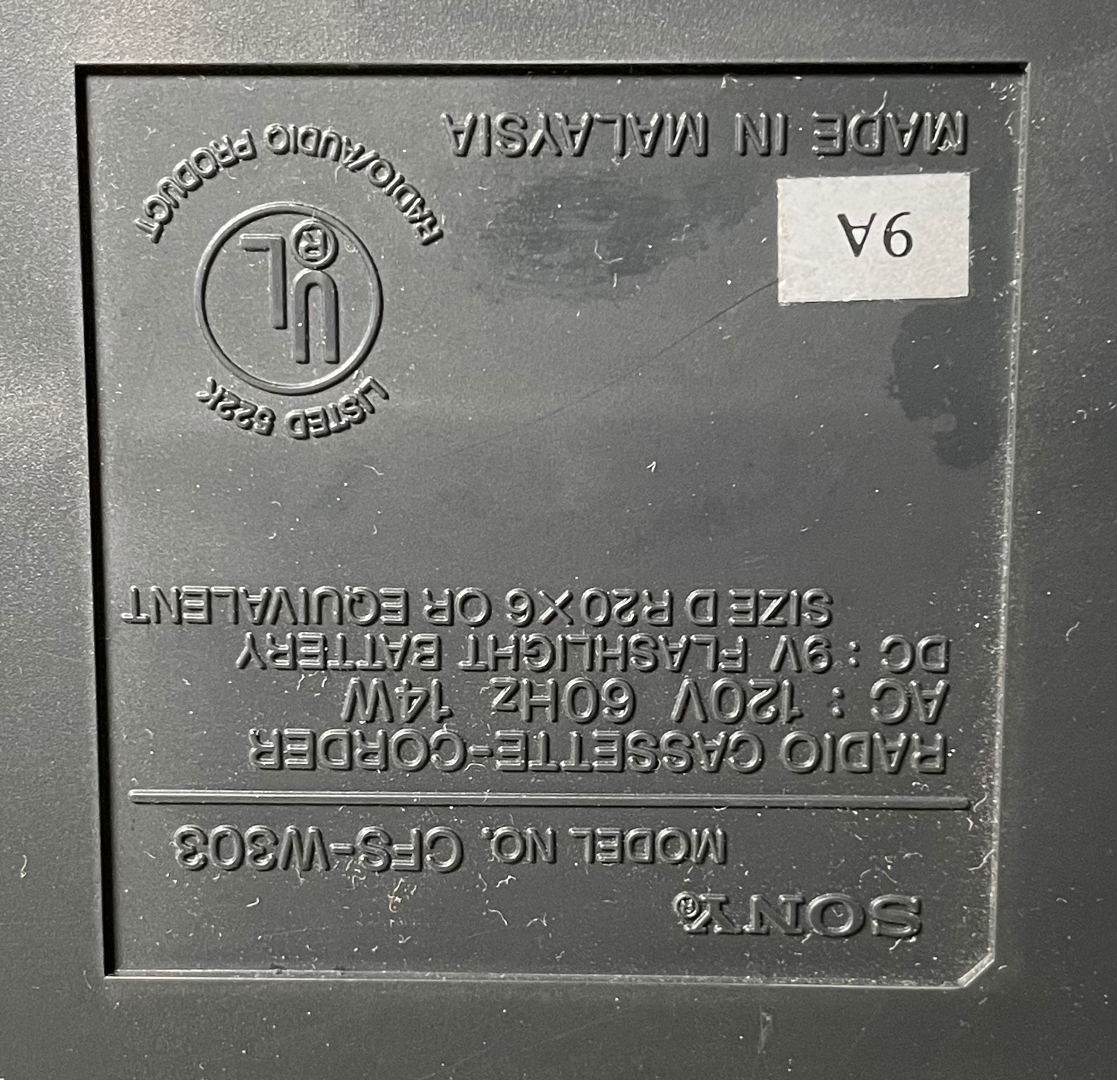 SONY®
MODEL NO. CFS-W303
RADIO CASSETTE-CORDER
AC : 120V 60Hz 14W
DC : 9V FLASHLIGHT BATTERY
SIZE D R20×6 OR EQUIVALENT
LISTED 522K
UL®
RADIO/AUDIO PRODUCT
9A
MADE IN MALAYSIA